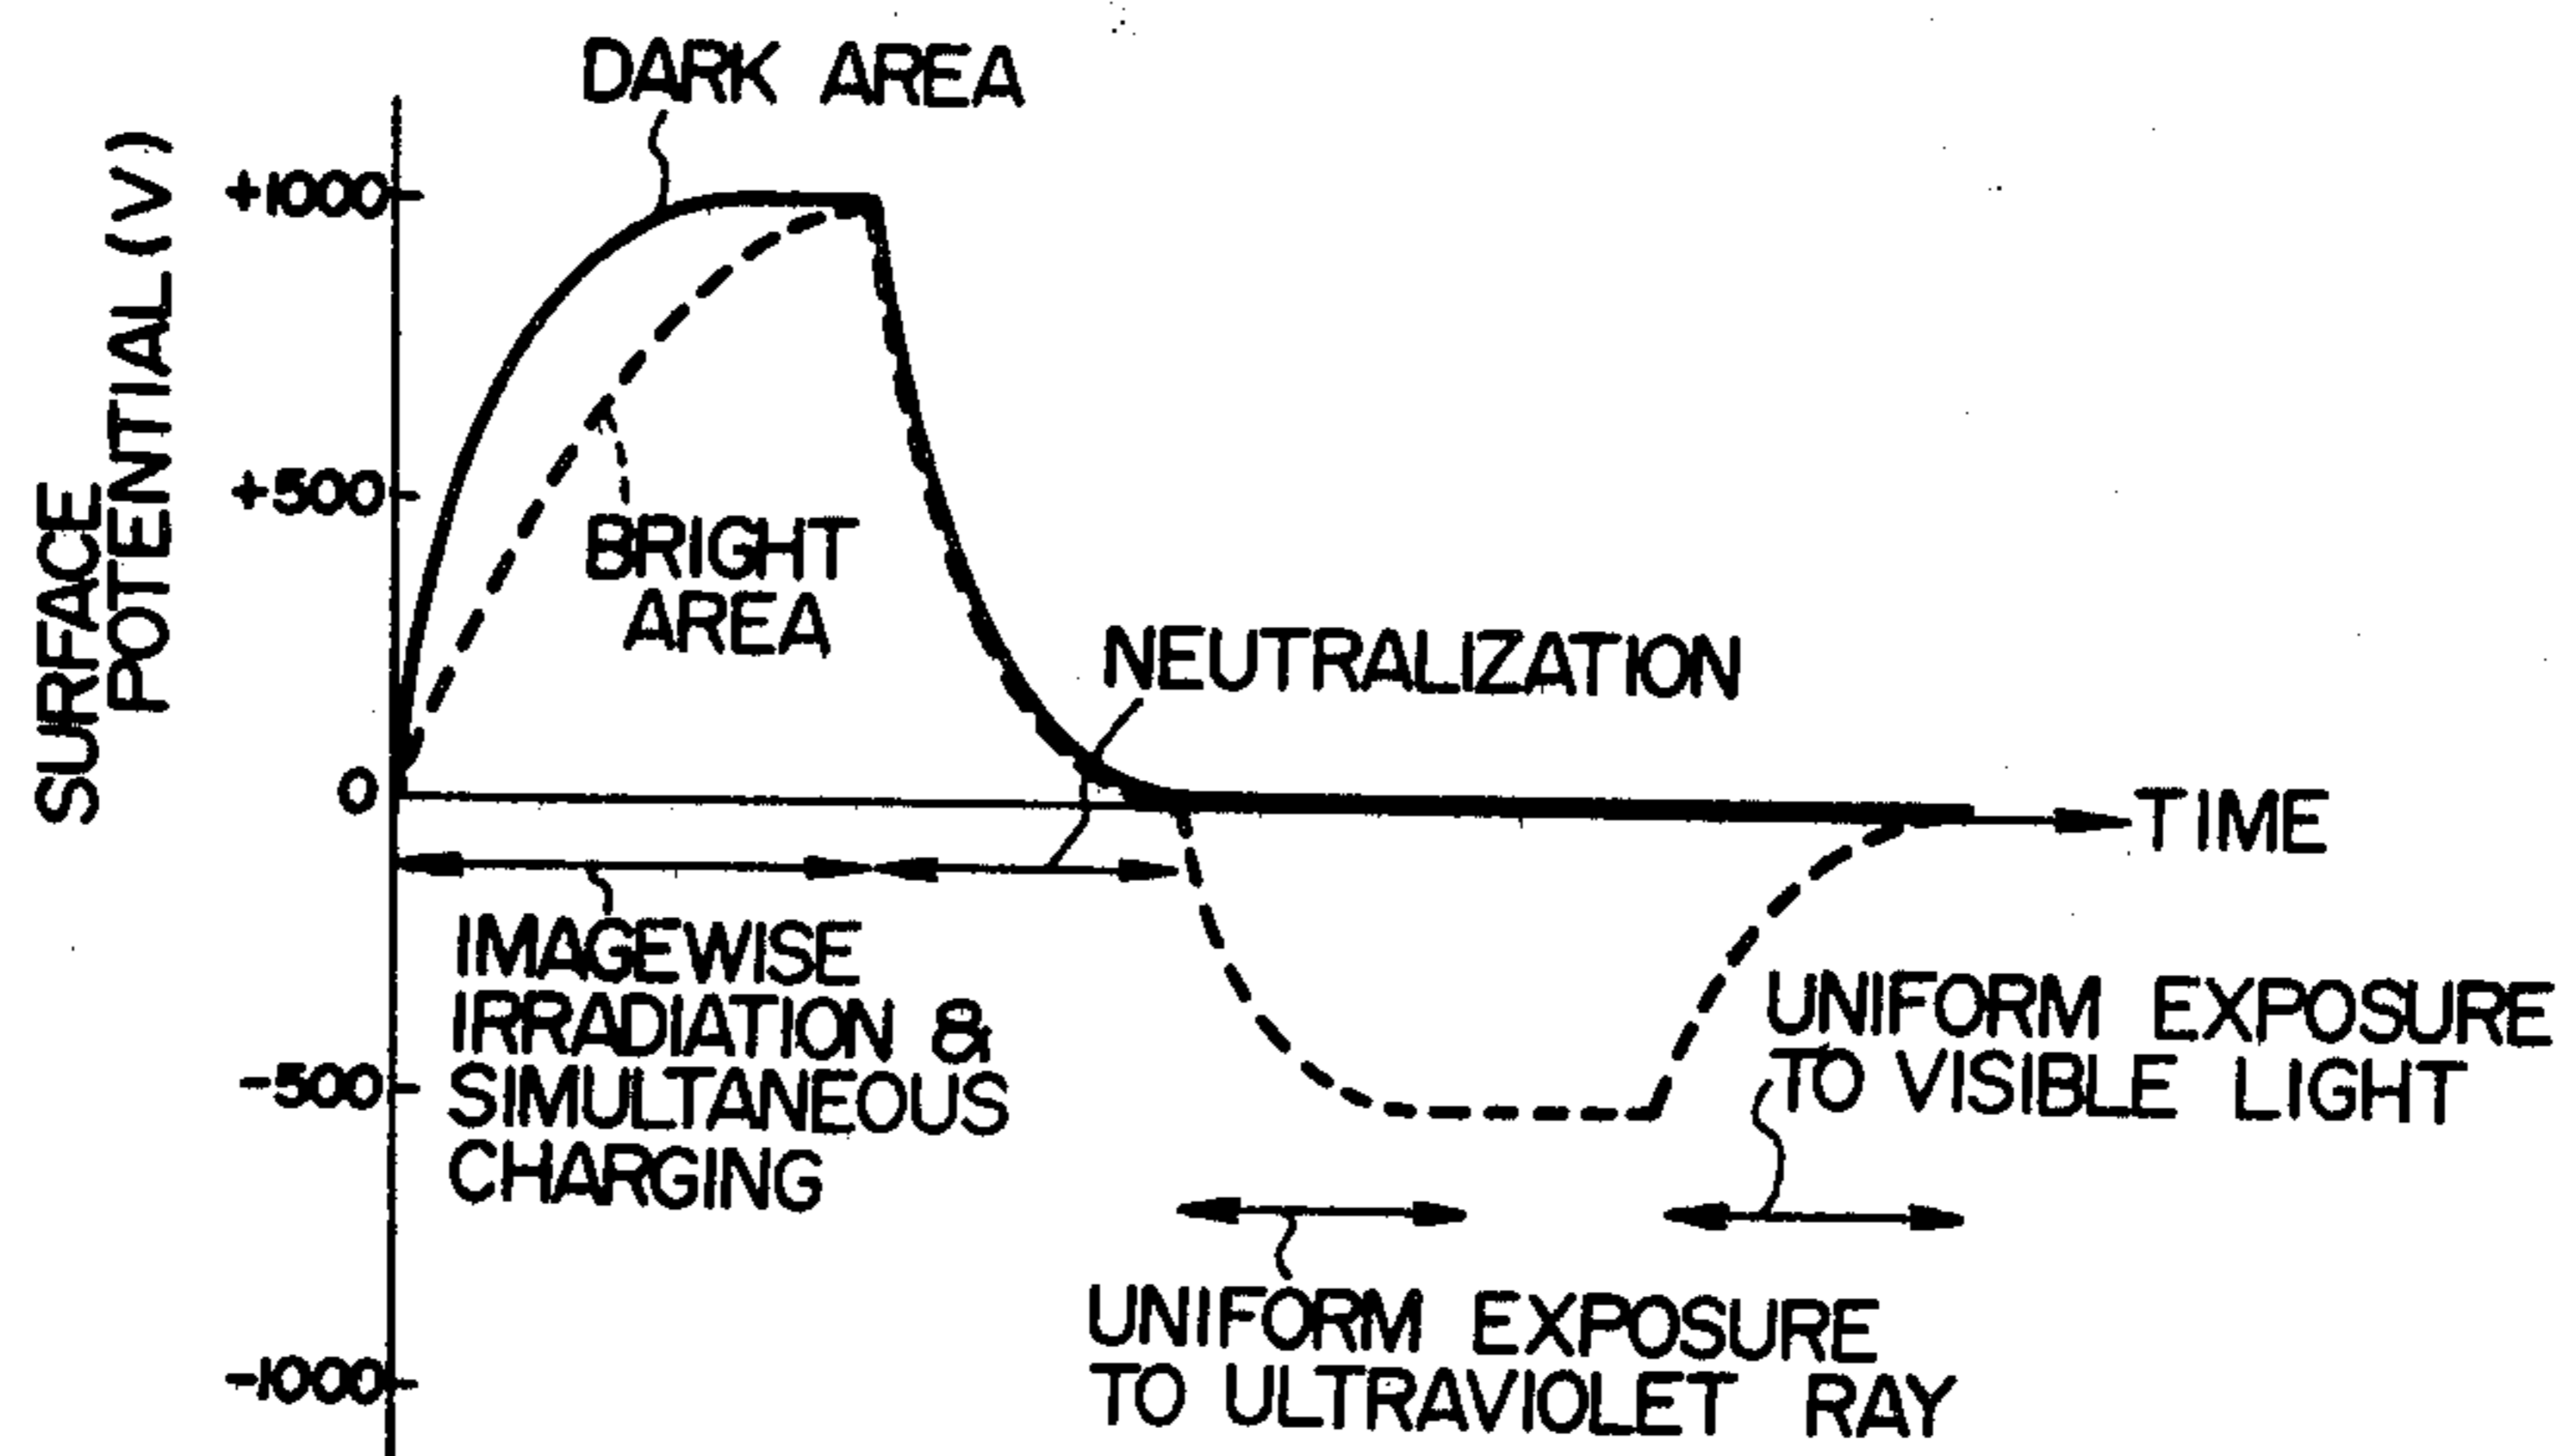 DARK AREA
SURFACE
POTENTIAL (V)
+1000
+500
BRIGHT
AREA
NEUTRALIZATION
0
TIME
IMAGEWISE
IRRADIATION &
SIMULTANEOUS
CHARGING
-500
UNIFORM EXPOSURE
TO VISIBLE LIGHT
UNIFORM EXPOSURE
TO ULTRAVIOLET RAY
-1000